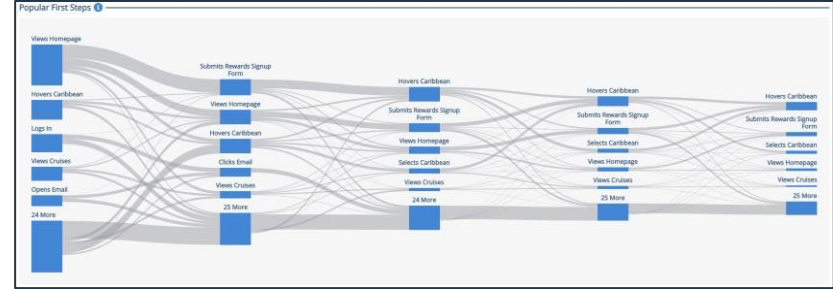 Popular First Steps
Views Homepage
Hovers Caribbean
Logs In
Views Cruises
Opens Email
24 More
Submits Rewards Signup
Form
Views Homepage
Hovers Caribbean
Clicks Email
Views Cruises
25 More
Hovers Caribbean
Submits Rewards Signup
Form
Views Homepage
Selects Caribbean
Views Cruises
24 More
Hovers Caribbean
Submits Rewards Signup
Form
Selects Caribbean
Views Homepage
Views Cruises
25 More
Hovers Caribbean
Submits Rewards Signup
Form
Selects Caribbean
Views Homepage
Views Cruises
25 More